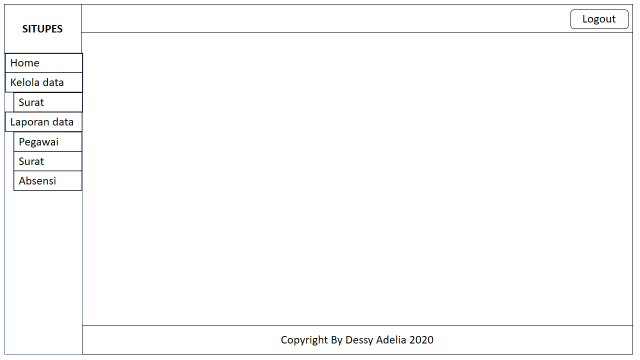 SITUPES
Logout
Home
Kelola data
Surat
Laporan data
Pegawai
Surat
Absensi
Copyright By Dessy Adelia 2020